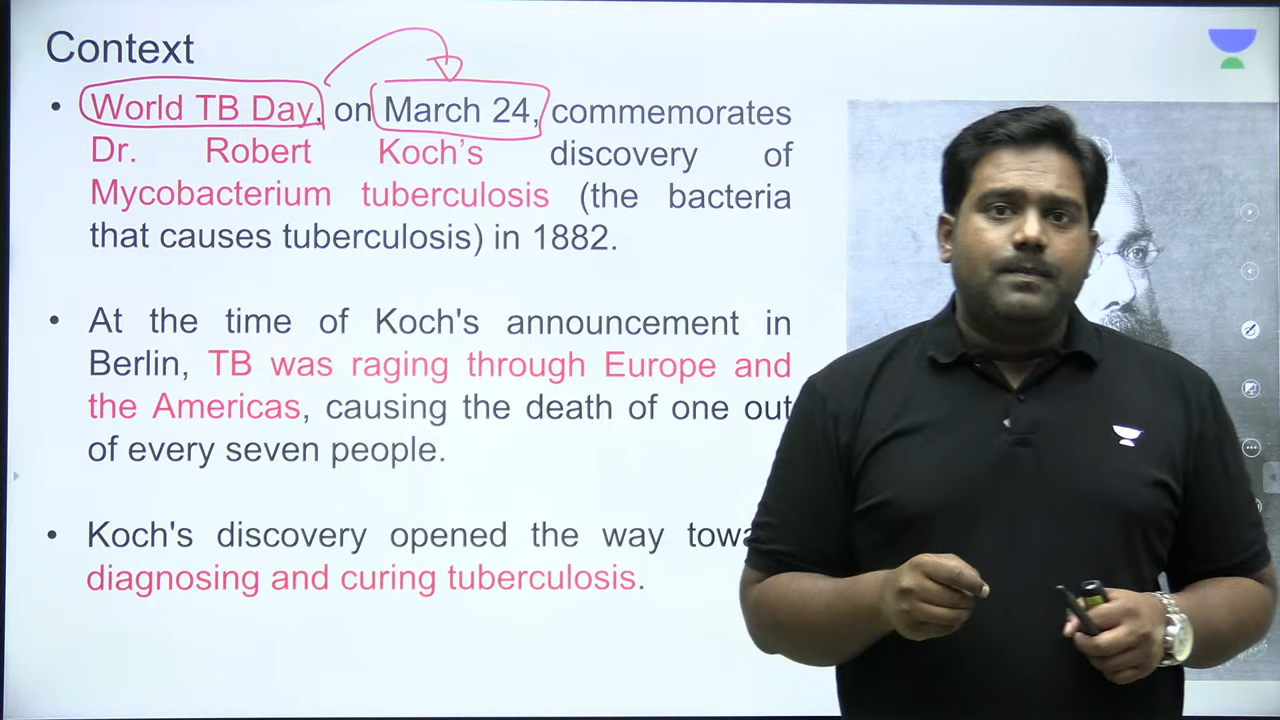 Context
• World TB Day, on March 24, commemorates
Dr. Robert Koch's discovery of
Mycobacterium tuberculosis (the bacteria
that causes tuberculosis) in 1882.
• At the time of Koch's announcement in
Berlin, TB was raging through Europe and
the Americas, causing the death of one out
of every seven people.
• Koch's discovery opened the way
diagnosing and curing tuberculosis.